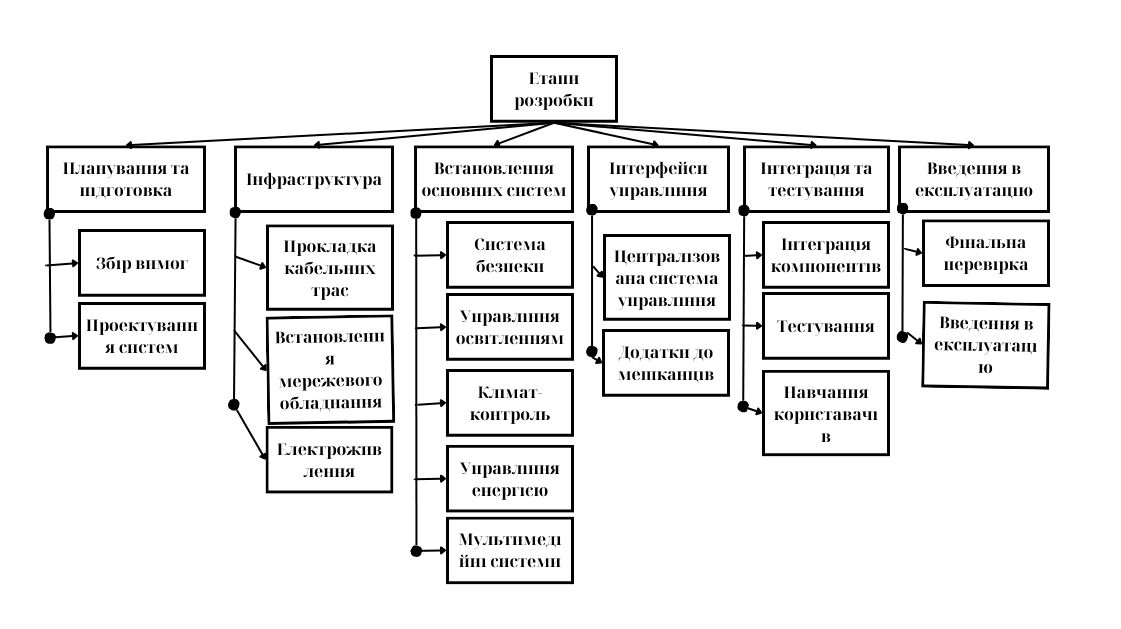 Етапи
розробки
Планування та
підготовка
Збір вимог
Проектуванн
я систем
Інфраструктура
Прокладка
кабельних
трас
Встановленн
я
мережевого
обладнання
Електрожив
лення
Встановлення
основних систем
Система
безпеки
Управління
освітленням
Клімат-
контроль
Управління
енергією
Мультимеді
йні системи
Інтерфейси
управління
Централізов
ана система
управління
Додатки до
мешканців
Інтеграція та
тестування
Інтеграція
компонентів
Тестування
Навчання
користувачі
в
Введення в
експлуатацію
Фінальна
перевірка
Введення в
експлуатаці
ю